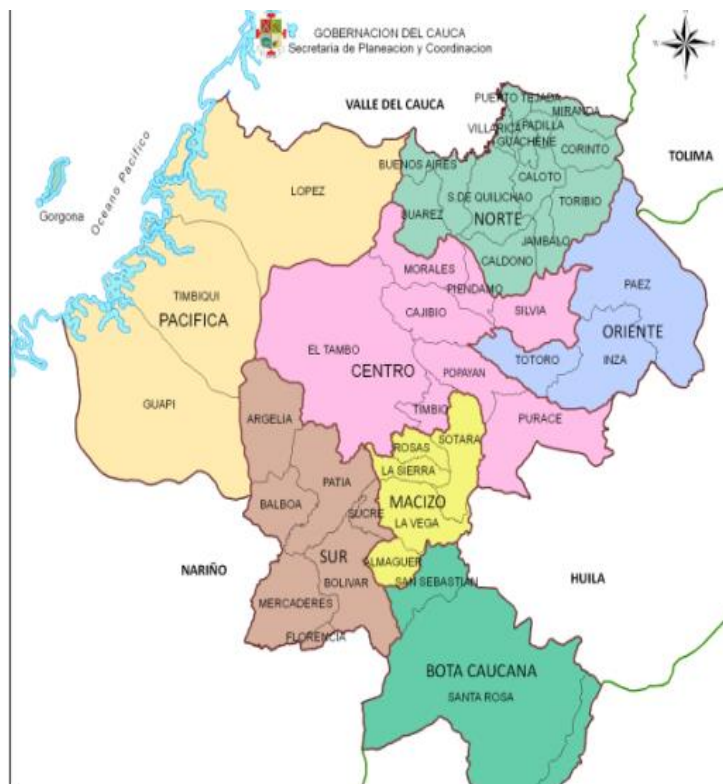 GOBERNACION DEL CAUCA
Secretaria de Planeacion y Coordinacion
VALLE DEL CAUCA
PUERTO TEJADA
MIRANDA
VILLARICA
PADILLA
GUACHENE
CORINTO
TOLIMA
BUENOS AIRES
CALOTO
LOPEZ
S.DE QUILICHAO
TORIBIO
Oceano Pacifico
Gorgona
SUAREZ
NORTE
JAMBALO
CALDONO
MORALES
PIENDAMO
PAEZ
TIMBIQUI
PACIFICA
CAJIBIO
SILVIA
ORIENTE
EL TAMBO
TOTORO
INZA
CENTRO
POPAYAN
GUAPI
TIMBIO
ARGELIA
PURACE
SOTARA
ROSAS
LA SIERRA
PATIA
MACIZO
BALBOA
SUCRE
LA VEGA
SUR
ALMAGUER
NARIÑO
HUILA
BOLIVAR
SAN SEBASTIAN
MERCADERES
FLORENCIA
BOTA CAUCANA
SANTA ROSA